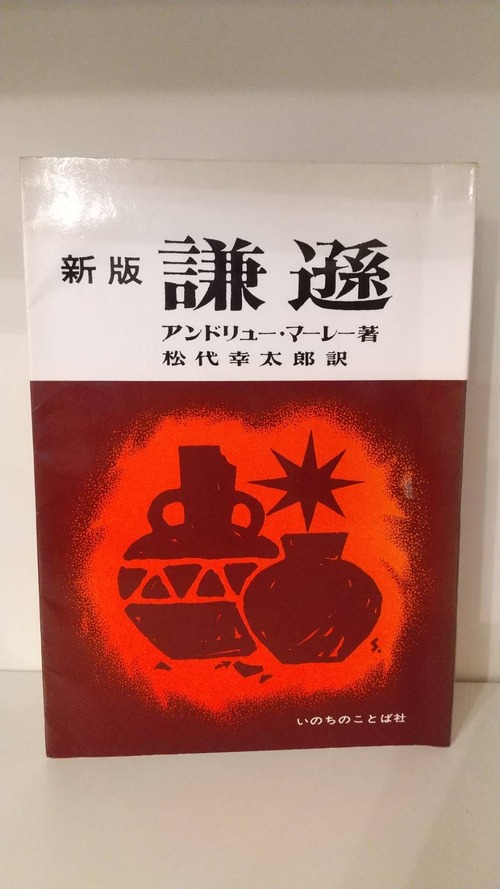 新版 謙遜
アンドリュー・マーレー著
松代幸太郎訳
いのちのことば社